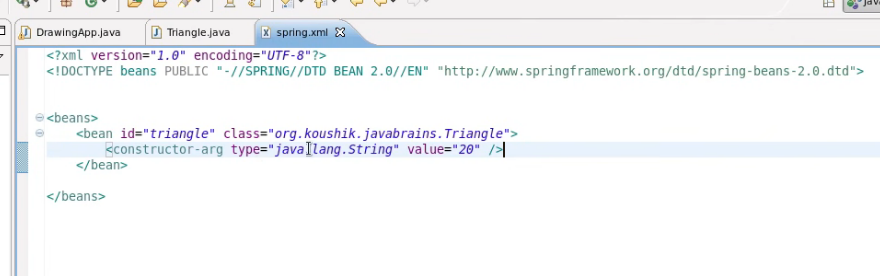 DrawingApp.java Triangle.java spring.xml
<?xml version="1.0" encoding="UTF-8"?>
<!DOCTYPE beans PUBLIC "-//SPRING//DTD BEAN 2.0//EN" "http://www.springframework.org/dtd/spring-beans-2.0.dtd">
<beans>
<bean id="triangle" class="org.koushik.javabrains.Triangle">
<constructor-arg type="java.lang.String" value="20" />
</bean>
</beans>